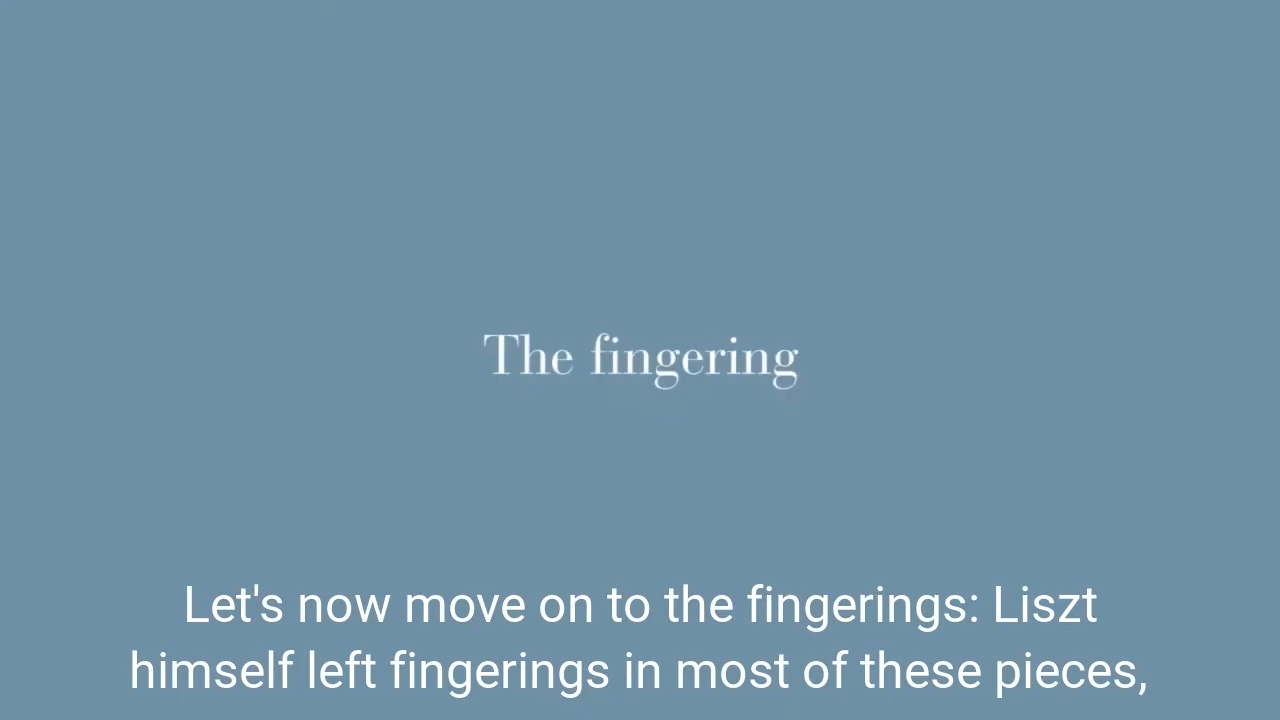 The fingering
Let's now move on to the fingerings: Liszt
himself left fingerings in most of these pieces,